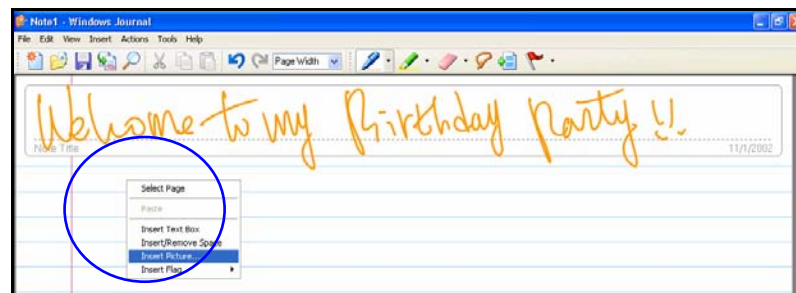 Note1 - Windows Journal
File Edit View Insert Actions Tools Help
Page Width
Welcome to my Birthday Party!!
Note Title
11/1/2002
Select Page
Paste
Insert Text Box
Insert/Remove Space
Insert Picture...
Insert Flag